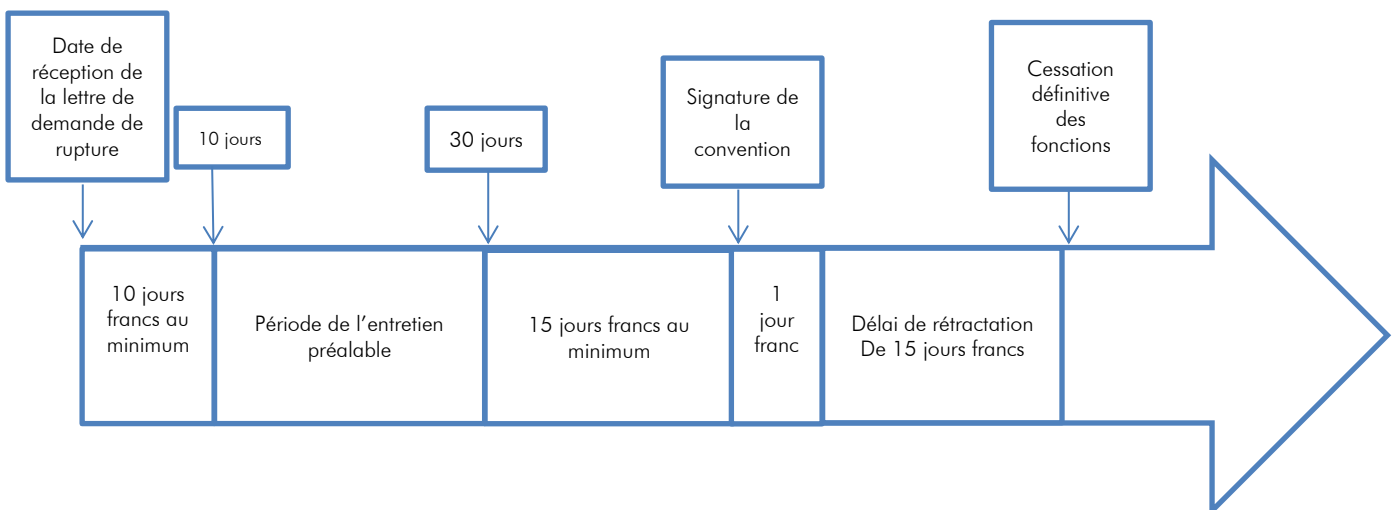 Date de
réception de
la lettre de
demande de
rupture
10 jours
30 jours
Signature de
la
convention
Cessation
définitive
des
fonctions
10 jours
francs au
minimum
Période de l’entretien
préalable
15 jours francs au
minimum
1
jour
franc
Délai de rétractation
De 15 jours francs